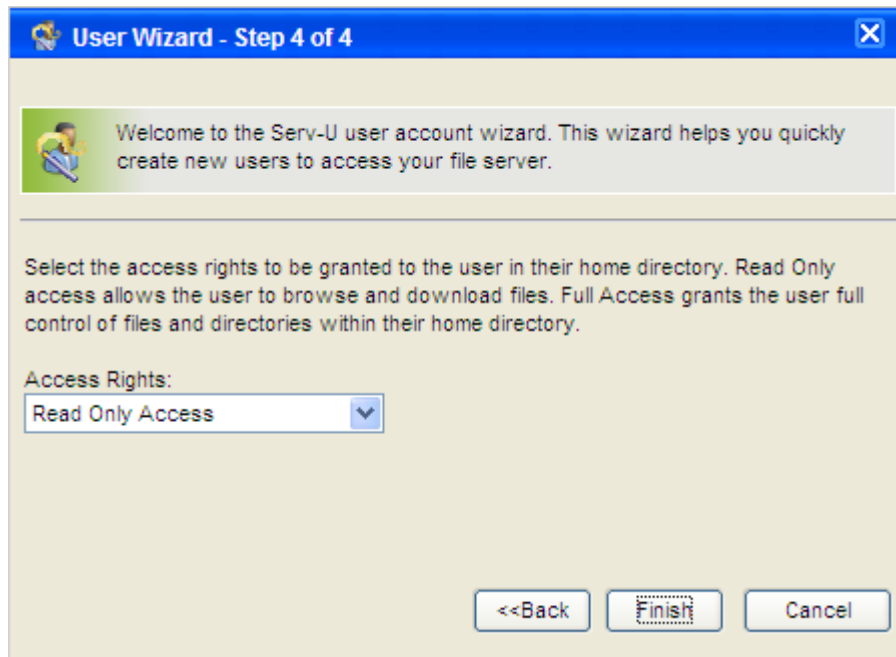 User Wizard - Step 4 of 4
Welcome to the Serv-U user account wizard. This wizard helps you quickly
create new users to access your file server.
Select the access rights to be granted to the user in their home directory. Read Only
access allows the user to browse and download files. Full Access grants the user full
control of files and directories within their home directory.
Access Rights:
Read Only Access
<<Back Finish Cancel